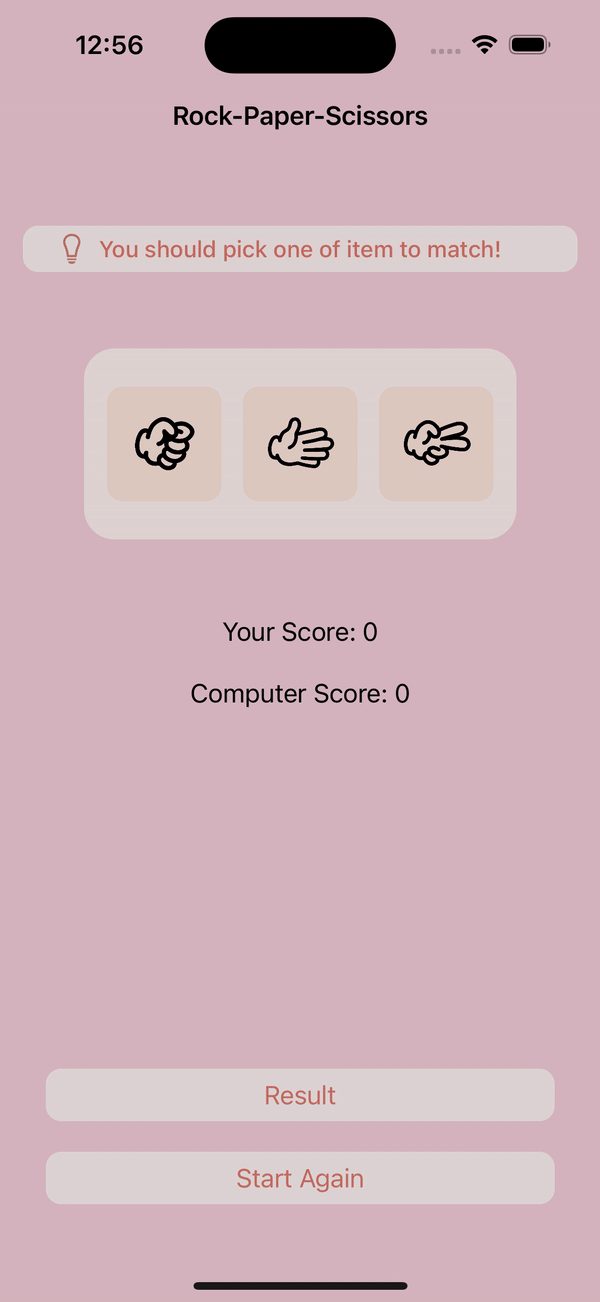 12:56
Rock-Paper-Scissors
You should pick one of item to match!
Your Score: 0
Computer Score: 0
Result
Start Again